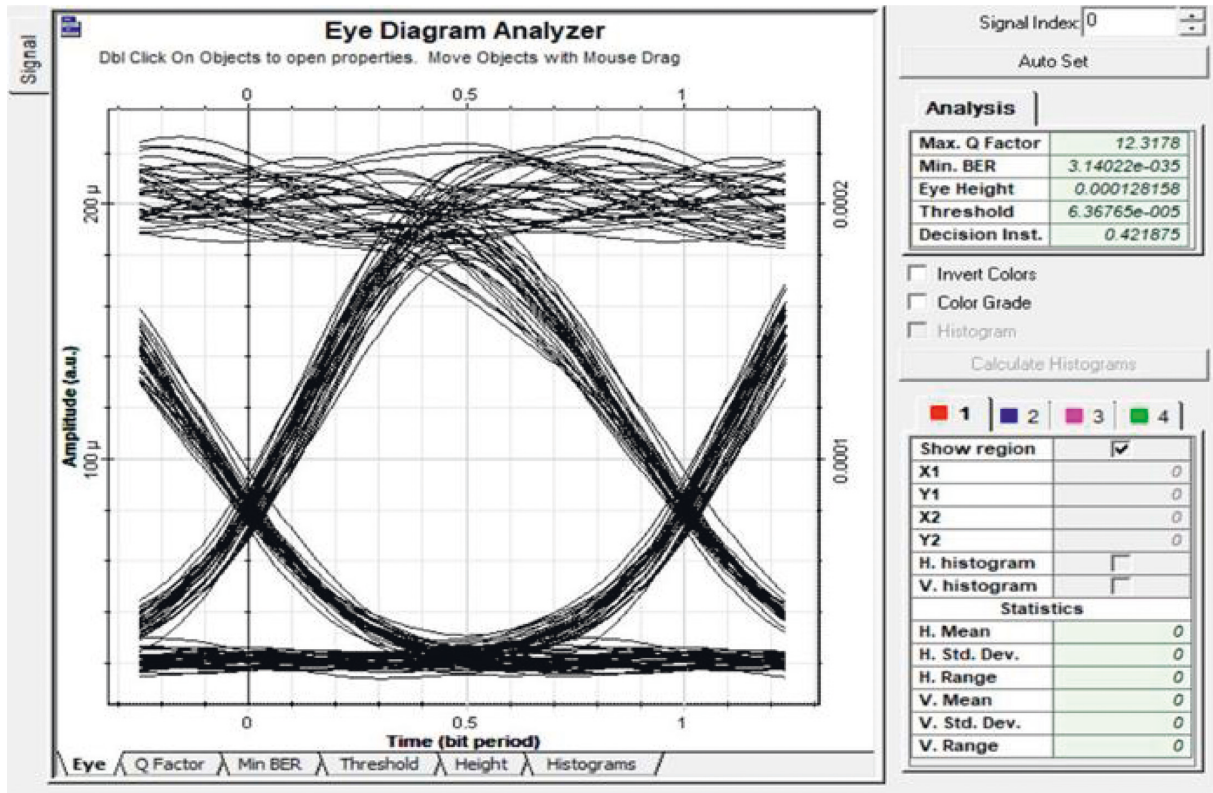 Signal
Eye Diagram Analyzer
Dbl Click On Objects to open properties. Move Objects with Mouse Drag
0 0.5 1
Amplitude (a.u.)
200 µ
100 µ
0.0002
0.0001
0 0.5 1
Time (bit period)
Eye Q Factor Min BER Threshold Height Histograms
Signal Index: 0
Auto Set
Analysis
Max. Q Factor 12.3178
Min. BER 3.14022e-035
Eye Height 0.000128158
Threshold 6.36765e-005
Decision Inst. 0.421875
Invert Colors
Color Grade
Histogram
Calculate Histograms
1 2 3 4
Show region
X1 0
Y1 0
X2 0
Y2 0
H. histogram
V. histogram
Statistics
H. Mean 0
H. Std. Dev. 0
H. Range 0
V. Mean 0
V. Std. Dev. 0
V. Range 0